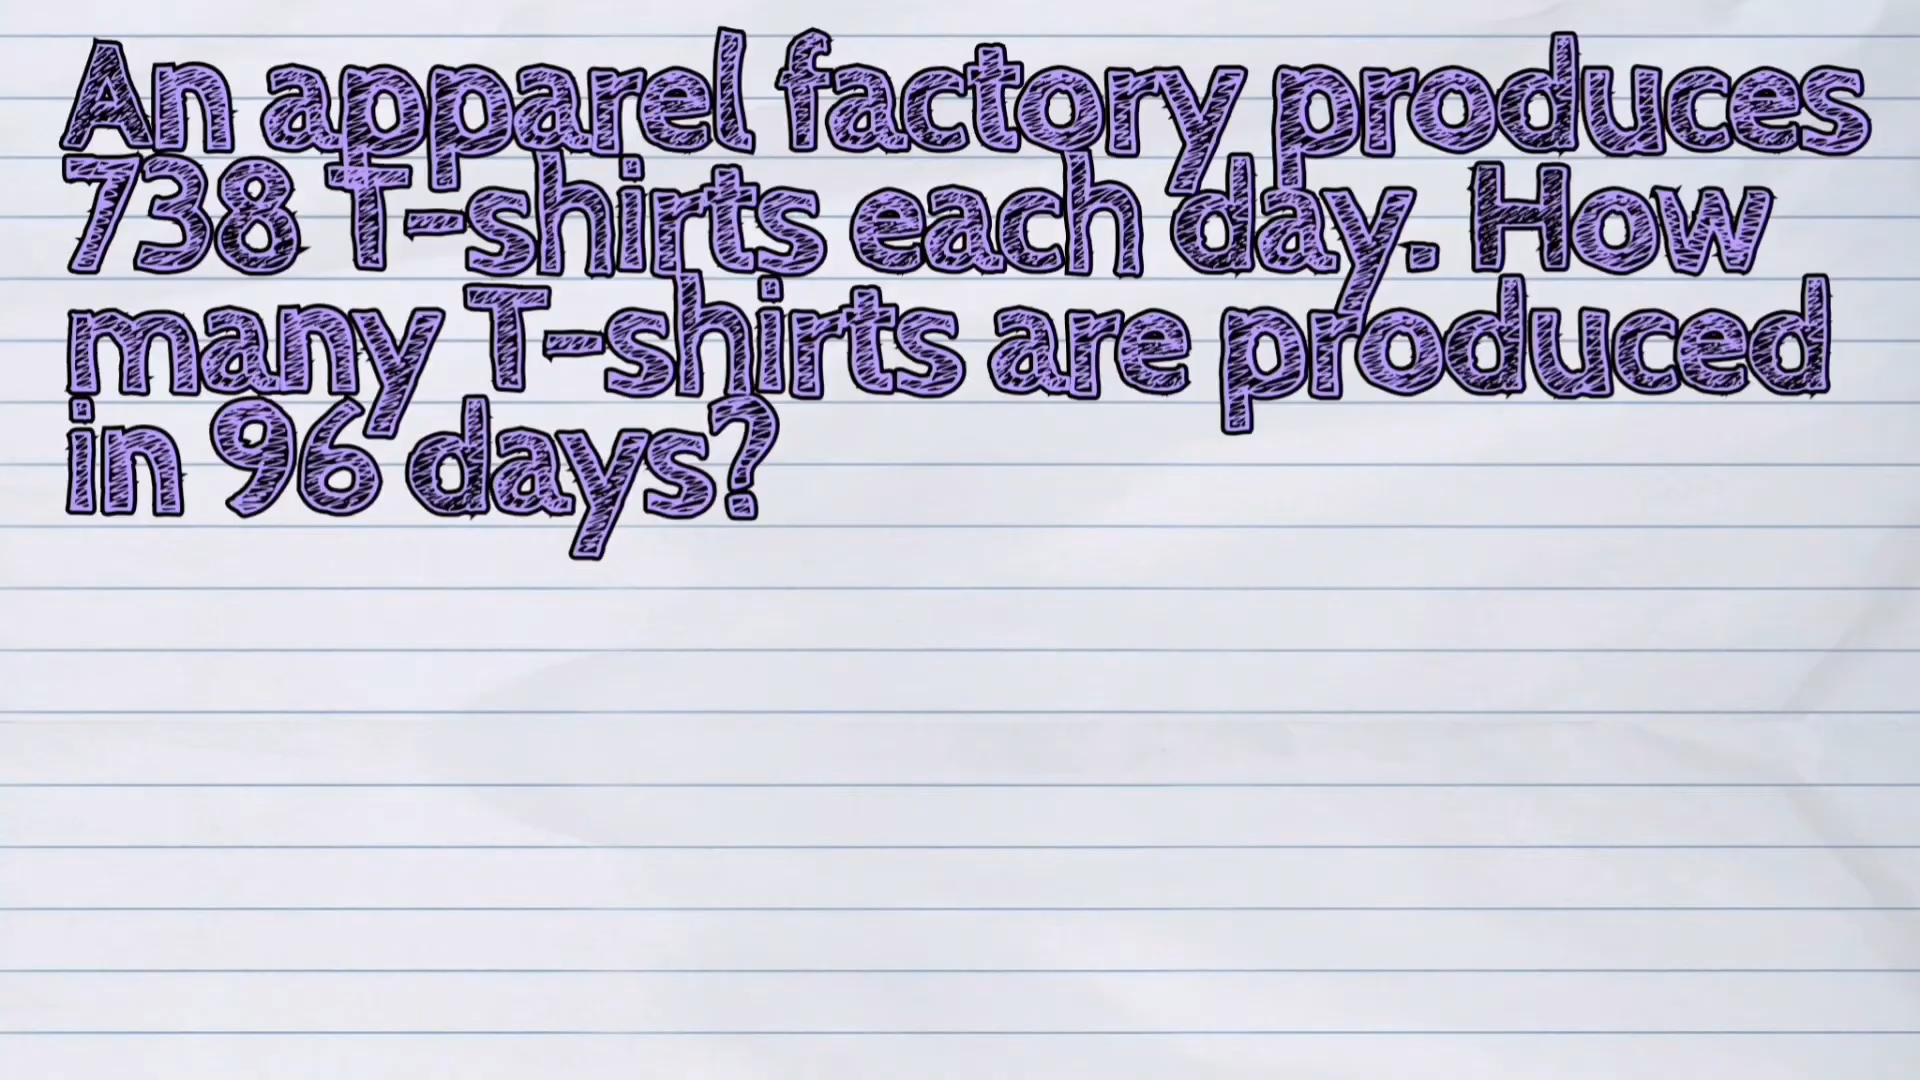 An apparel factory produces
738 T-shirts each day. How
many T-shirts are produced
in 96 days?